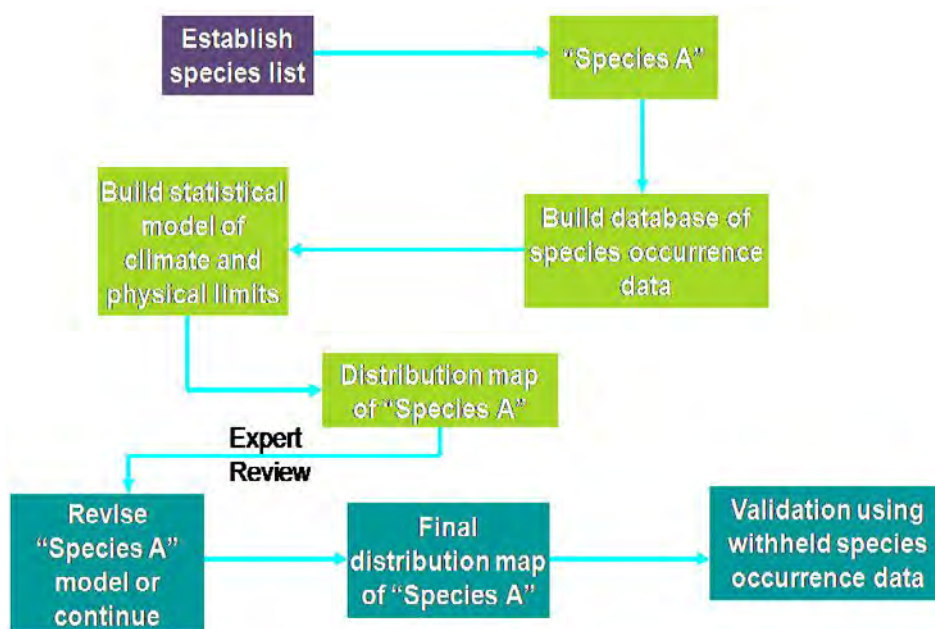 Establish
species list
“Species A”
Build statistical
model of
climate and
physical limits
Build database of
species occurrence
data
Distribution map
of “Species A”
Expert
Review
Revise
“Species A”
model or
continue
Final
distribution map
of “Species A”
Validation using
withheld species
occurrence data